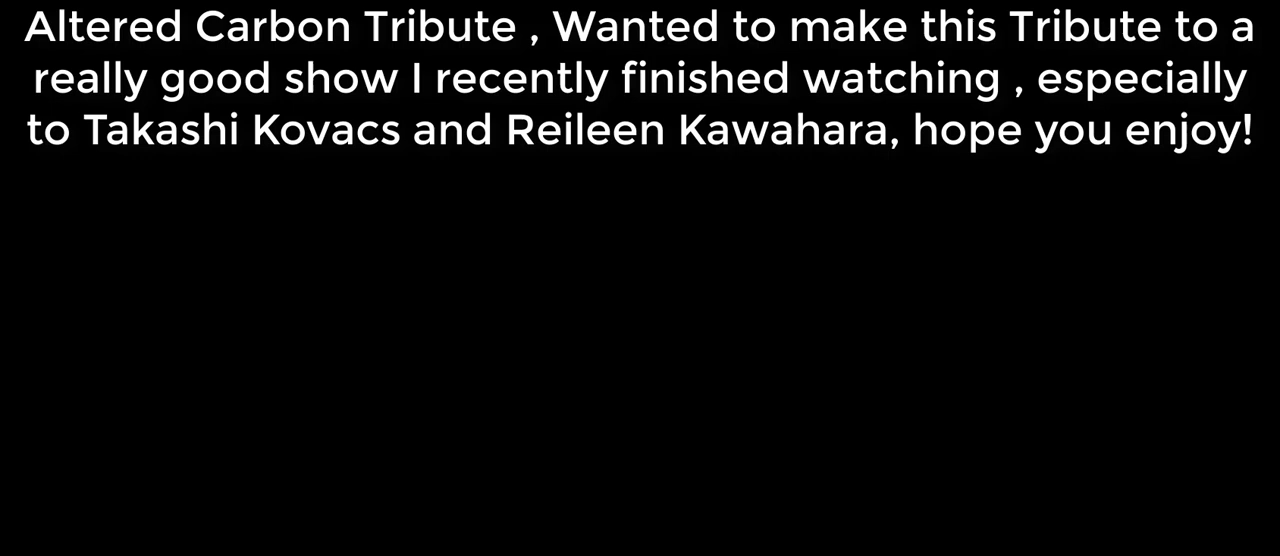 Altered Carbon Tribute , Wanted to make this Tribute to a
really good show I recently finished watching , especially
to Takashi Kovacs and Reileen Kawahara, hope you enjoy!